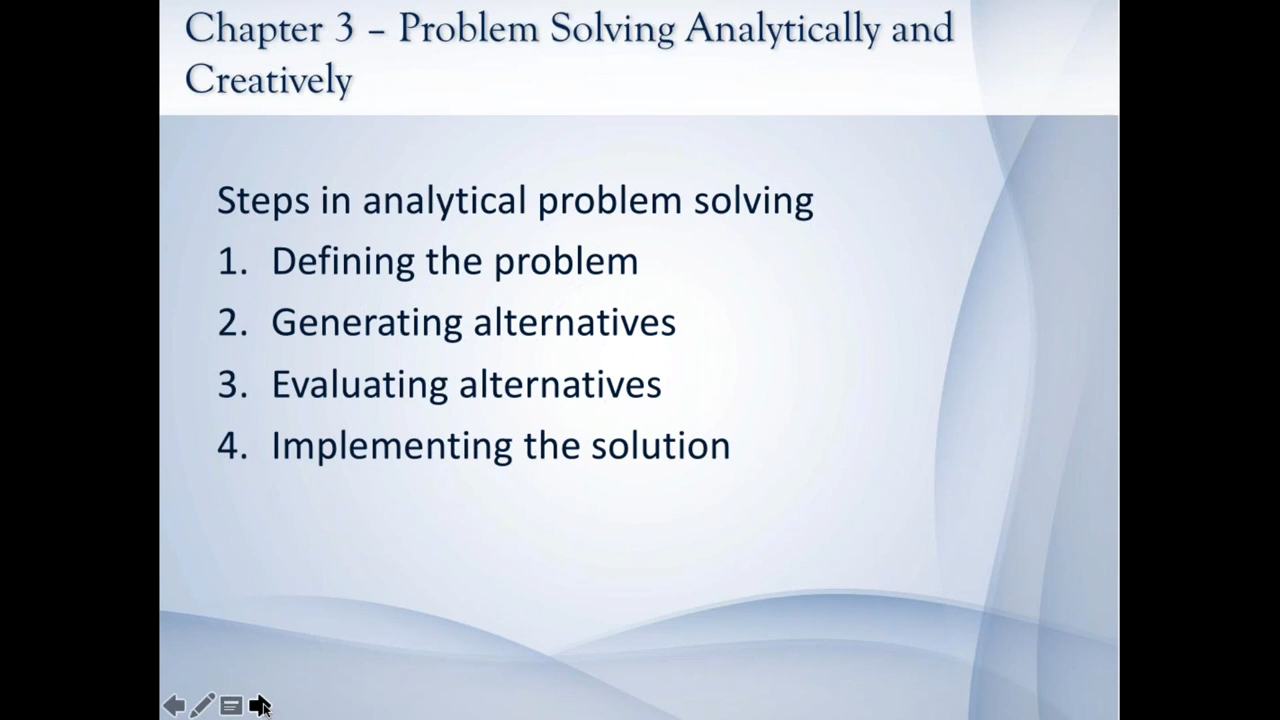 Chapter 3 – Problem Solving Analytically and
Creatively
Steps in analytical problem solving
1. Defining the problem
2. Generating alternatives
3. Evaluating alternatives
4. Implementing the solution